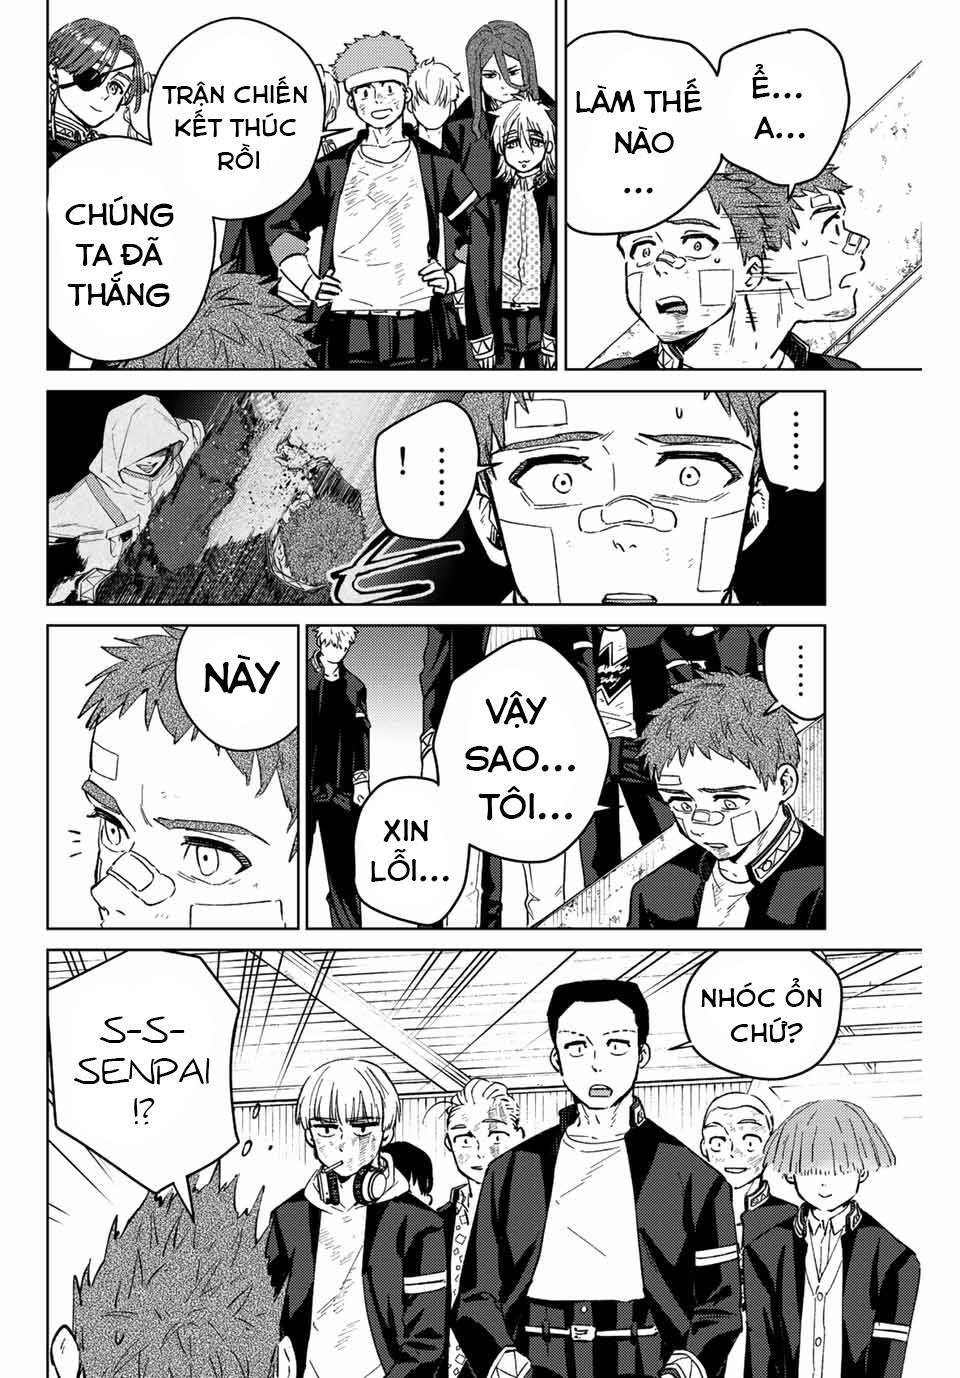 Ể...
A...
LÀM THẾ
NÀO
...
TRẬN CHIẾN
KẾT THÚC
RỒI
CHÚNG
TA ĐÃ
THẮNG
......
......!
......
VẬY
SAO...
TÔI...
XIN
LỖI...
NÀY
NHÓC ỔN
CHỨ?
S-S-
SENPAI
!?